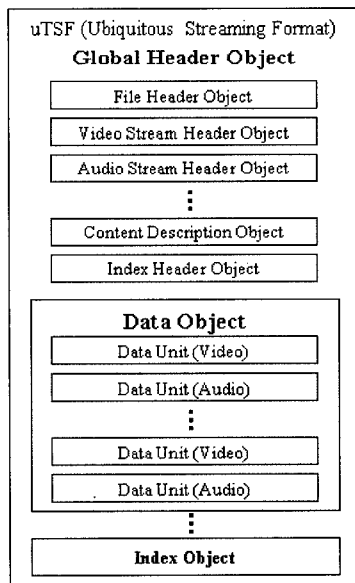 uTSF (Ubiquitous Streaming Format)
Global Header Object
File Header Object
Video Stream Header Object
Audio Stream Header Object
Content Description Object
Index Header Object
Data Object
Data Unit (Video)
Data Unit (Audio)
Data Unit (Video)
Data Unit (Audio)
Index Object